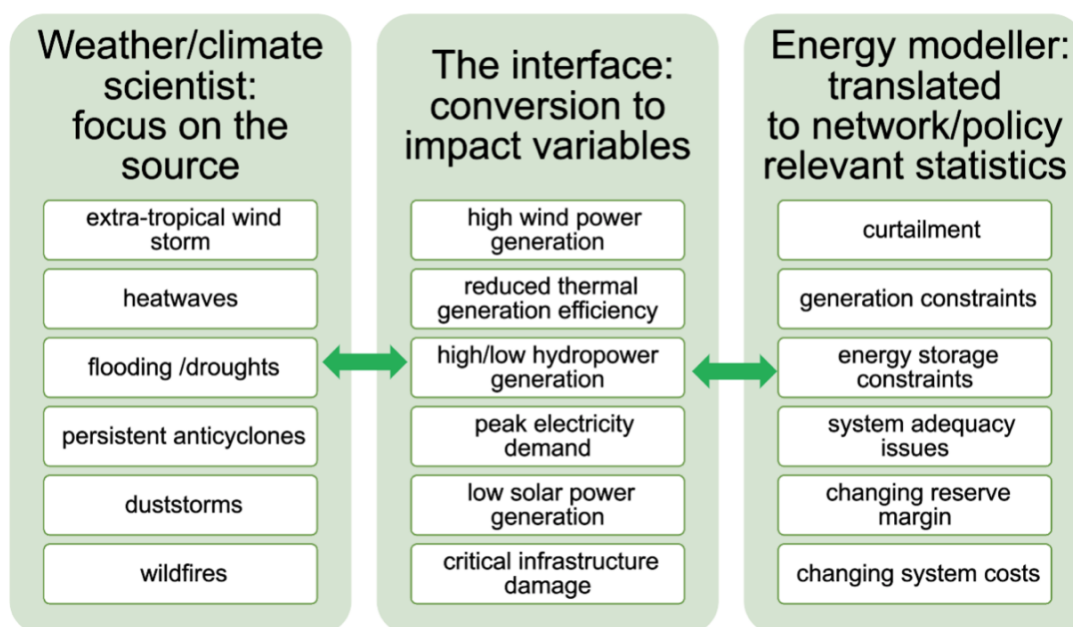 Weather/climate
scientist:
focus on the
source
extra-tropical wind
storm
heatwaves
flooding /droughts
persistent anticyclones
duststorms
wildfires
The interface:
conversion to
impact variables
high wind power
generation
reduced thermal
generation efficiency
high/low hydropower
generation
peak electricity
demand
low solar power
generation
critical infrastructure
damage
Energy modeller:
translated
to network/policy
relevant statistics
curtailment
generation constraints
energy storage
constraints
system adequacy
issues
changing reserve
margin
changing system costs